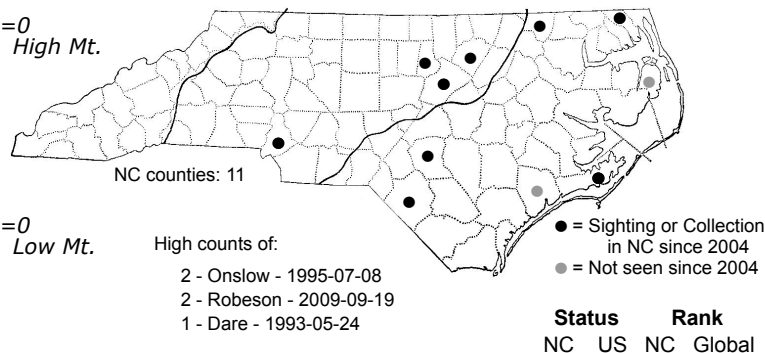 =0
High Mt.
NC counties: 11
=0
Low Mt.
High counts of:
2 - Onslow - 1995-07-08
2 - Robeson - 2009-09-19
1 - Dare - 1993-05-24
= Sighting or Collection
in NC since 2004
= Not seen since 2004
Status Rank
NC US NC Global